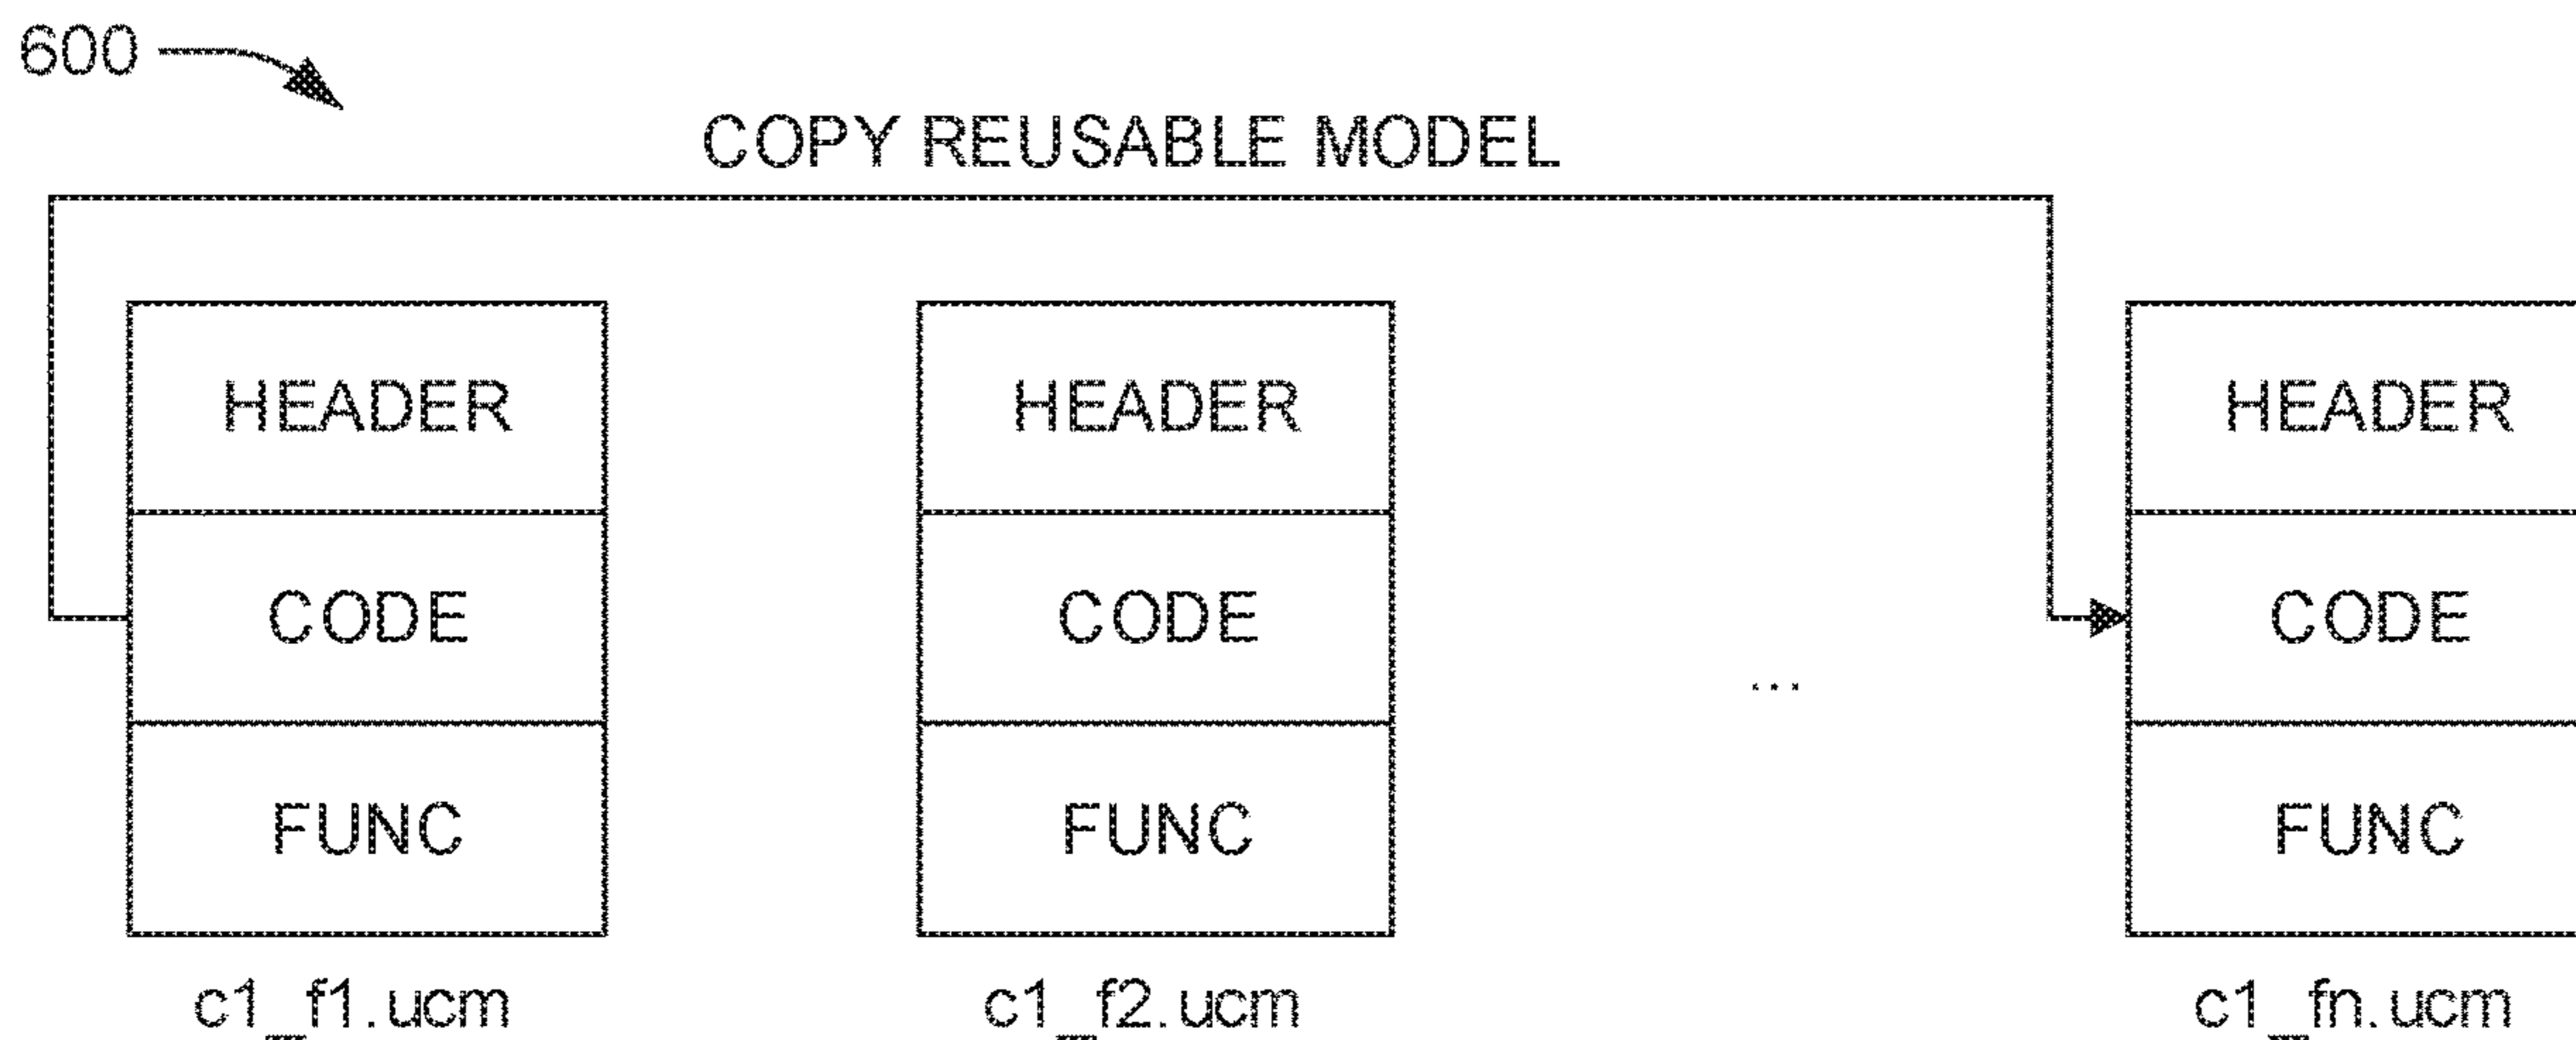 600
COPY REUSABLE MODEL
HEADER HEADER HEADER
CODE CODE CODE
...
FUNC FUNC FUNC
c1_f1.ucm c1_f2.ucm c1_fn.ucm